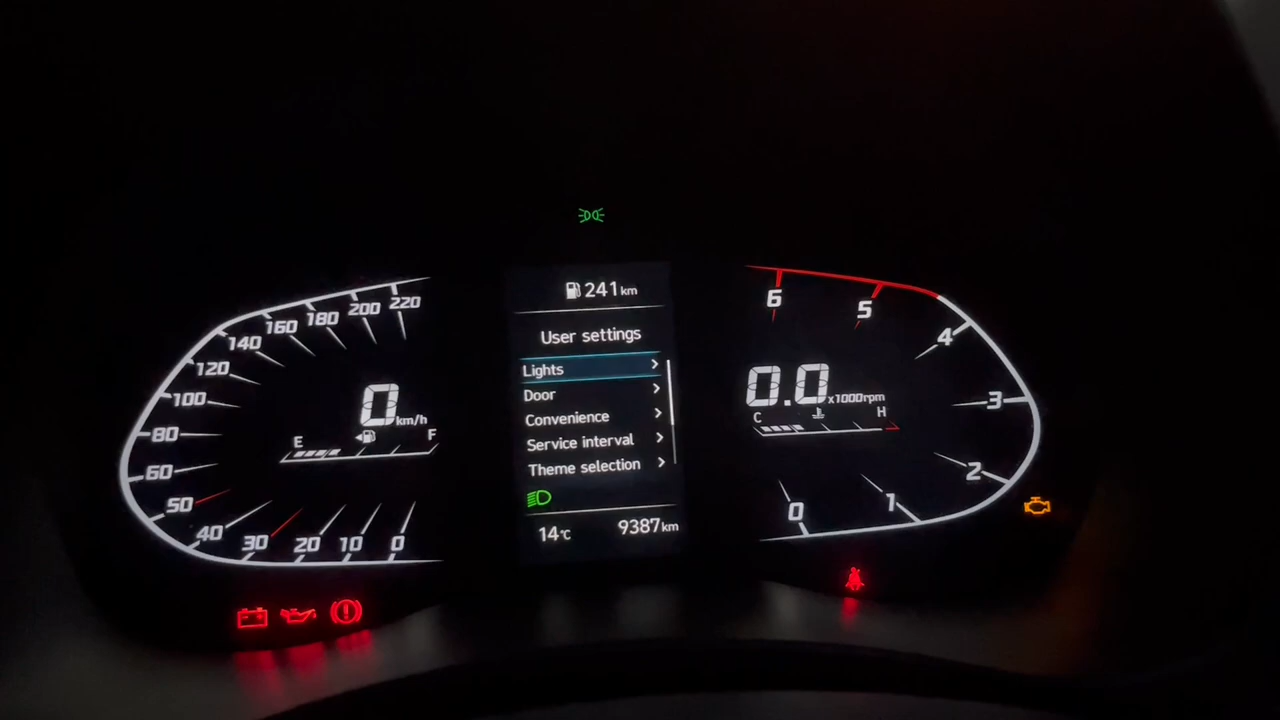 241 km
User settings
Lights
Door
Convenience
Service interval
Theme selection
14°C
9387 km
220
200
180
160
140
120
100
80
60
50
40
30
20
10
0
0 km/h
E F
6
5
4
3
2
1
0
0.0 x1000rpm
C H